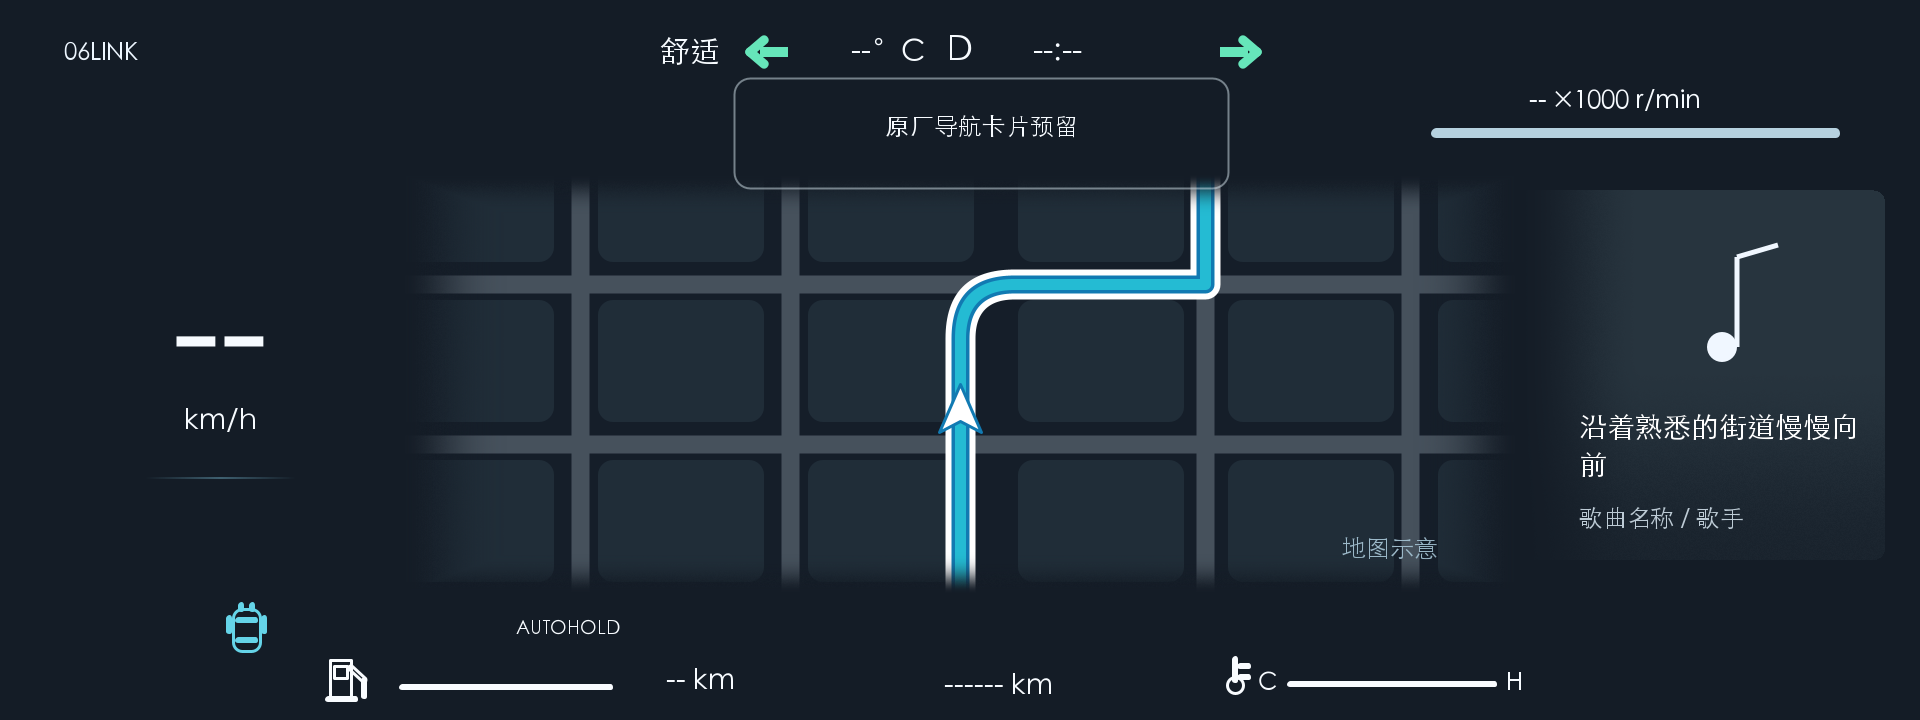 06LINK
舒适
--° C D
--:--
原厂导航卡片预留
-- ×1000 r/min
--
km/h
沿着熟悉的街道慢慢向
前
歌曲名称 / 歌手
地图示意
AUTOHOLD
-- km
------ km
C
H